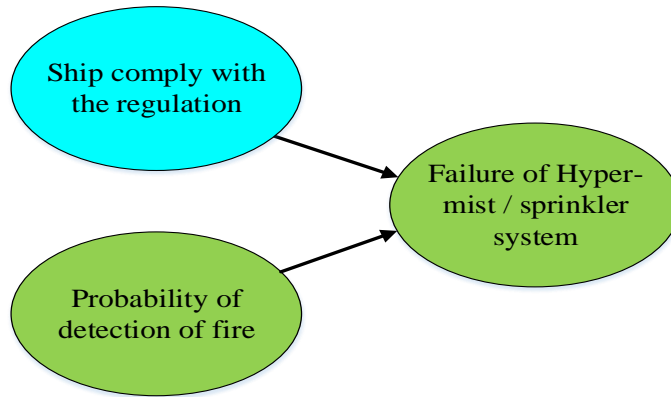 Ship comply with
the regulation
Failure of Hyper-
mist / sprinkler
system
Probability of
detection of fire